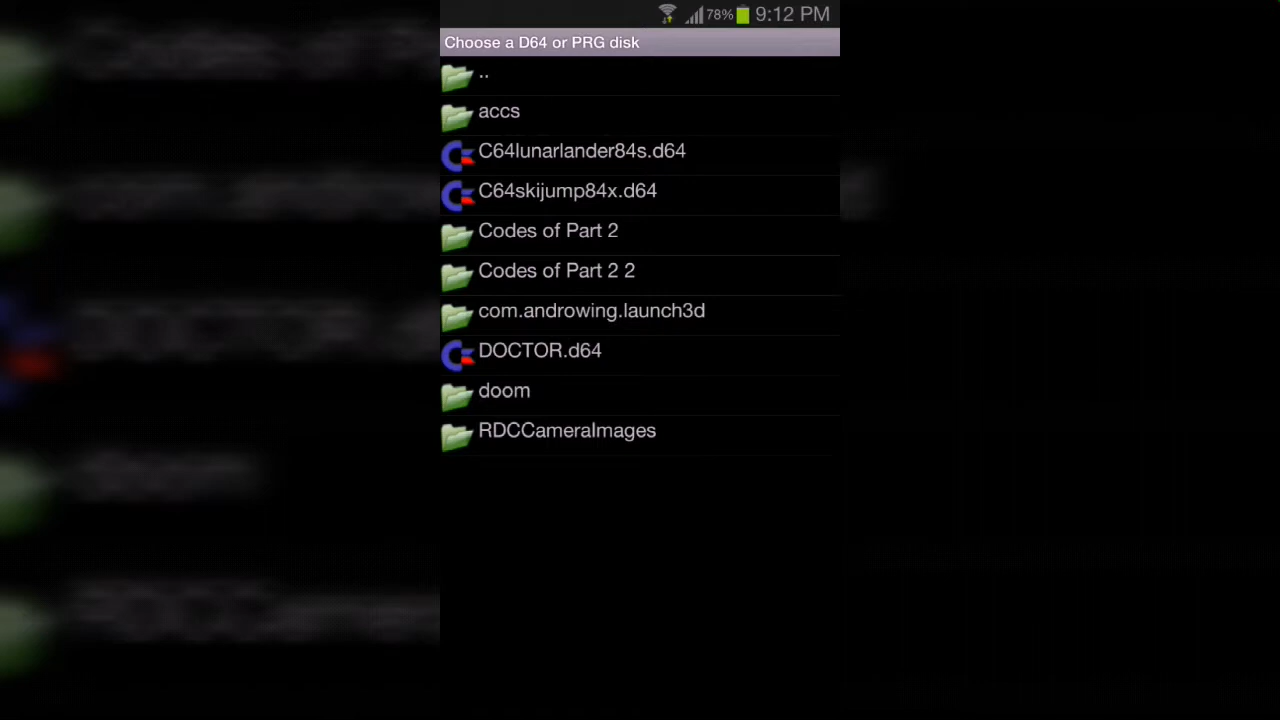 78% 9:12 PM
Choose a D64 or PRG disk
..
accs
C64lunarlander84s.d64
C64skijump84x.d64
Codes of Part 2
Codes of Part 2 2
com.androwing.launch3d
DOCTOR.d64
doom
RDCCameraImages